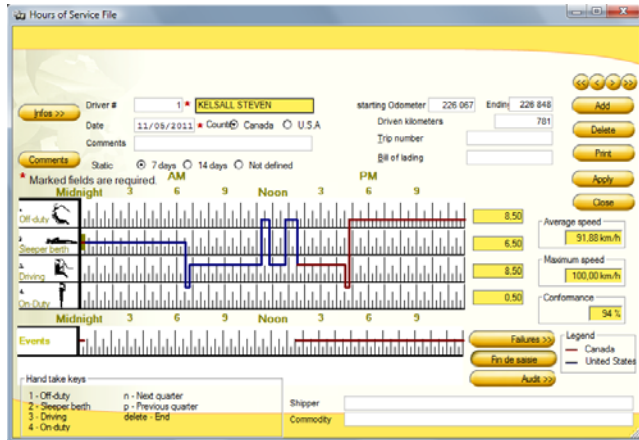 Hours of Service File
Infos >> Driver # 1 * KELSALL STEVEN starting Odometer 226 067 Ending 226 848 Add
Date 11/05/2011 * Count Canada U.S.A Driven kilometers 781
Comments Trip number Delete
Comments Static 7 days 14 days Not defined Bill of lading Print
* Marked fields are required. AM PM Apply
Midnight 3 6 9 Noon 3 6 9 Close
1. Off-duty 8,50 Average speed
91,88 km/h
2. Sleeper berth 6,50
3. Driving 8,50 Maximum speed
100,00 km/h
4. On-Duty 0,50 Conformance
94 %
Midnight 3 6 9 Noon 3 6 9
Events Failures >> Legend
Fin de saisie Canada
Audit >> United States
Hand take keys
1 - Off-duty n - Next quarter
2 - Sleeper berth p - Previous quarter
3 - Driving delete - End
4 - On-duty
Shipper
Commodity